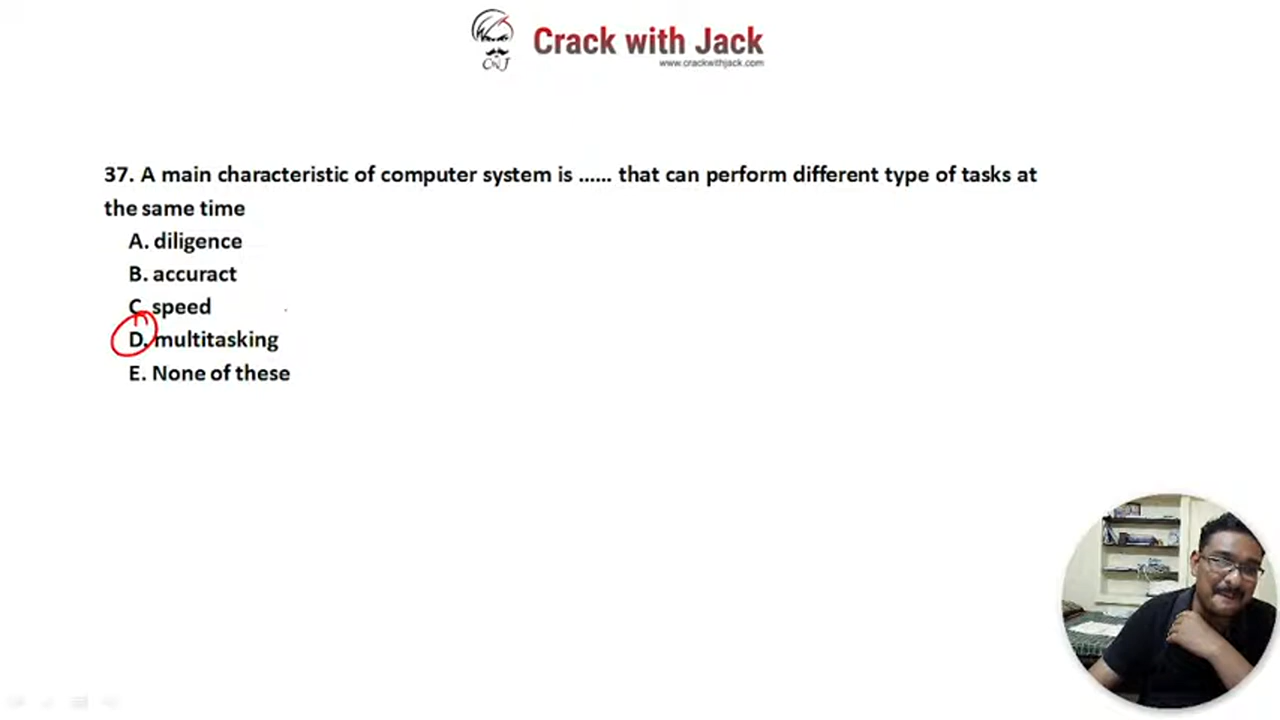 Crack with Jack
www.crackwithjack.com
37. A main characteristic of computer system is ...... that can perform different type of tasks at
the same time
A. diligence
B. accuract
C. speed
D. multitasking
E. None of these